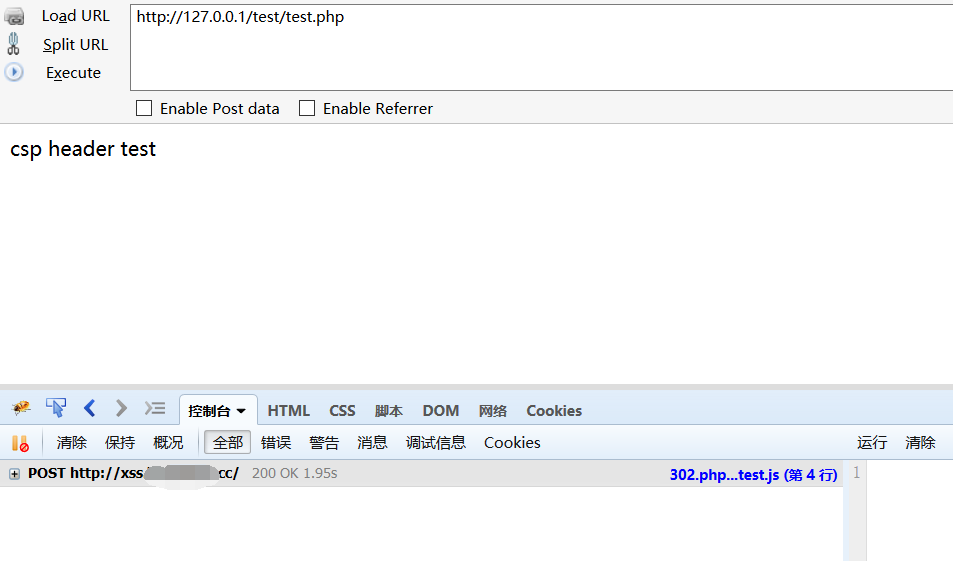 Load URL
http://127.0.0.1/test/test.php
Split URL
Execute
Enable Post data Enable Referrer
csp header test
控制台 HTML CSS 脚本 DOM 网络 Cookies
清除 保持 概况 全部 错误 警告 消息 调试信息 Cookies 运行 清除
POST http://xss cc/ 200 OK 1.95s 302.php...test.js (第 4 行) 1